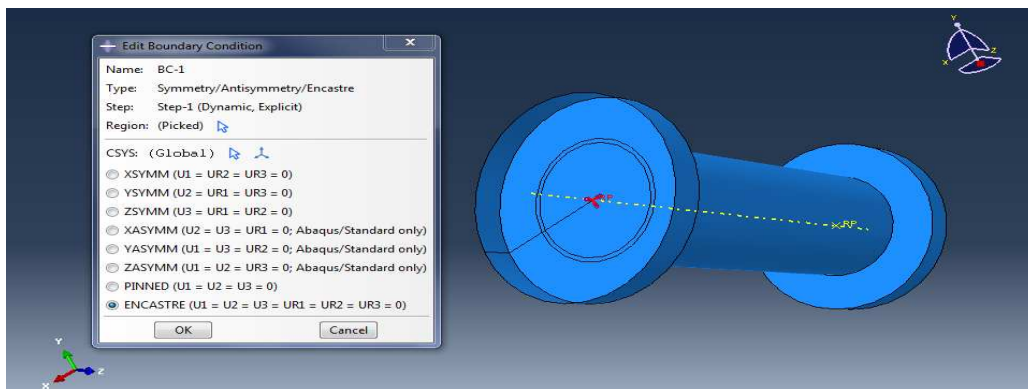 Edit Boundary Condition
Name: BC-1
Type: Symmetry/Antisymmetry/Encastre
Step: Step-1 (Dynamic, Explicit)
Region: (Picked)
CSYS: (Global)
XSYMM (U1 = UR2 = UR3 = 0)
YSYMM (U2 = UR1 = UR3 = 0)
ZSYMM (U3 = UR1 = UR2 = 0)
XASYMM (U2 = U3 = UR1 = 0; Abaqus/Standard only)
YASYMM (U1 = U3 = UR2 = 0; Abaqus/Standard only)
ZASYMM (U1 = U2 = UR3 = 0; Abaqus/Standard only)
PINNED (U1 = U2 = U3 = 0)
ENCASTRE (U1 = U2 = U3 = UR1 = UR2 = UR3 = 0)
OK Cancel
Y
Z
X
RP
Y
Z
X